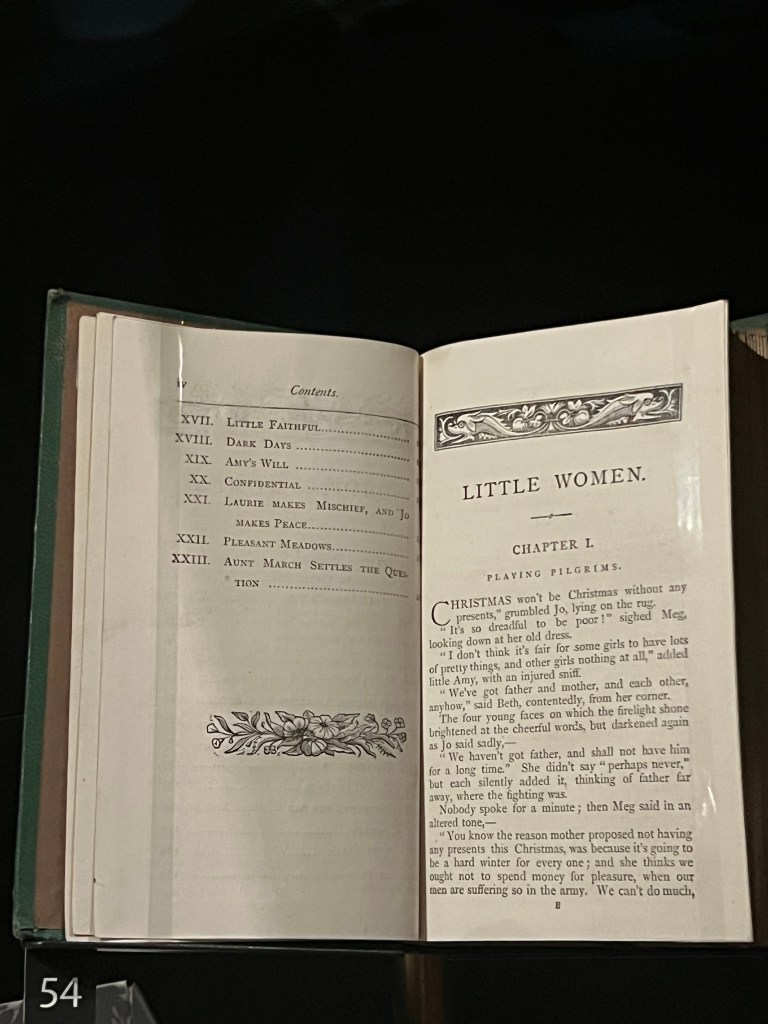 iv
Contents.
XVII. LITTLE FAITHFUL
XVIII. DARK DAYS
XIX. AMY'S WILL
XX. CONFIDENTIAL
XXI. LAURIE MAKES MISCHIEF, AND JO
MAKES PEACE
XXII. PLEASANT MEADOWS
XXIII. AUNT MARCH SETTLES THE QUES-
TION
LITTLE WOMEN.
CHAPTER I.
PLAYING PILGRIMS.
CHRISTMAS won't be Christmas without any
presents," grumbled Jo, lying on the rug.
"It's so dreadful to be poor!" sighed Meg,
looking down at her old dress.
"I don't think it's fair for some girls to have lots
of pretty things, and other girls nothing at all," added
little Amy, with an injured sniff.
"We've got father and mother, and each other,
anyhow," said Beth, contentedly, from her corner.
The four young faces on which the firelight shone
brightened at the cheerful words, but darkened again
as Jo said sadly,—
"We haven't got father, and shall not have him
for a long time." She didn't say "perhaps never,"
but each silently added it, thinking of father far
away, where the fighting was.
Nobody spoke for a minute; then Meg said in an
altered tone,—
"You know the reason mother proposed not having
any presents this Christmas, was because it's going to
be a hard winter for every one; and she thinks we
ought not to spend money for pleasure, when our
men are suffering so in the army. We can't do much,
B
54